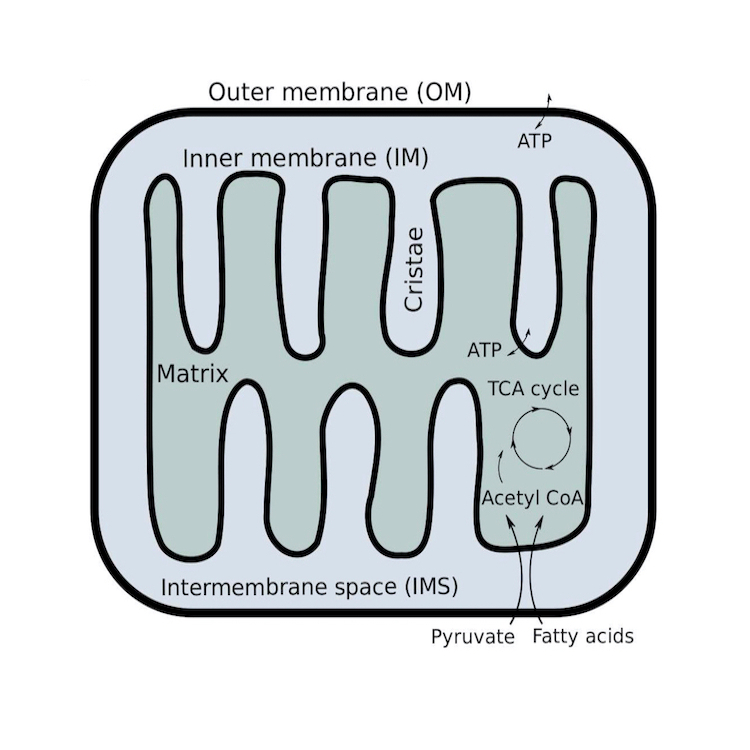 Outer membrane (OM)
ATP
Inner membrane (IM)
Cristae
ATP
Matrix
TCA cycle
Acetyl CoA
Intermembrane space (IMS)
Pyruvate
Fatty acids